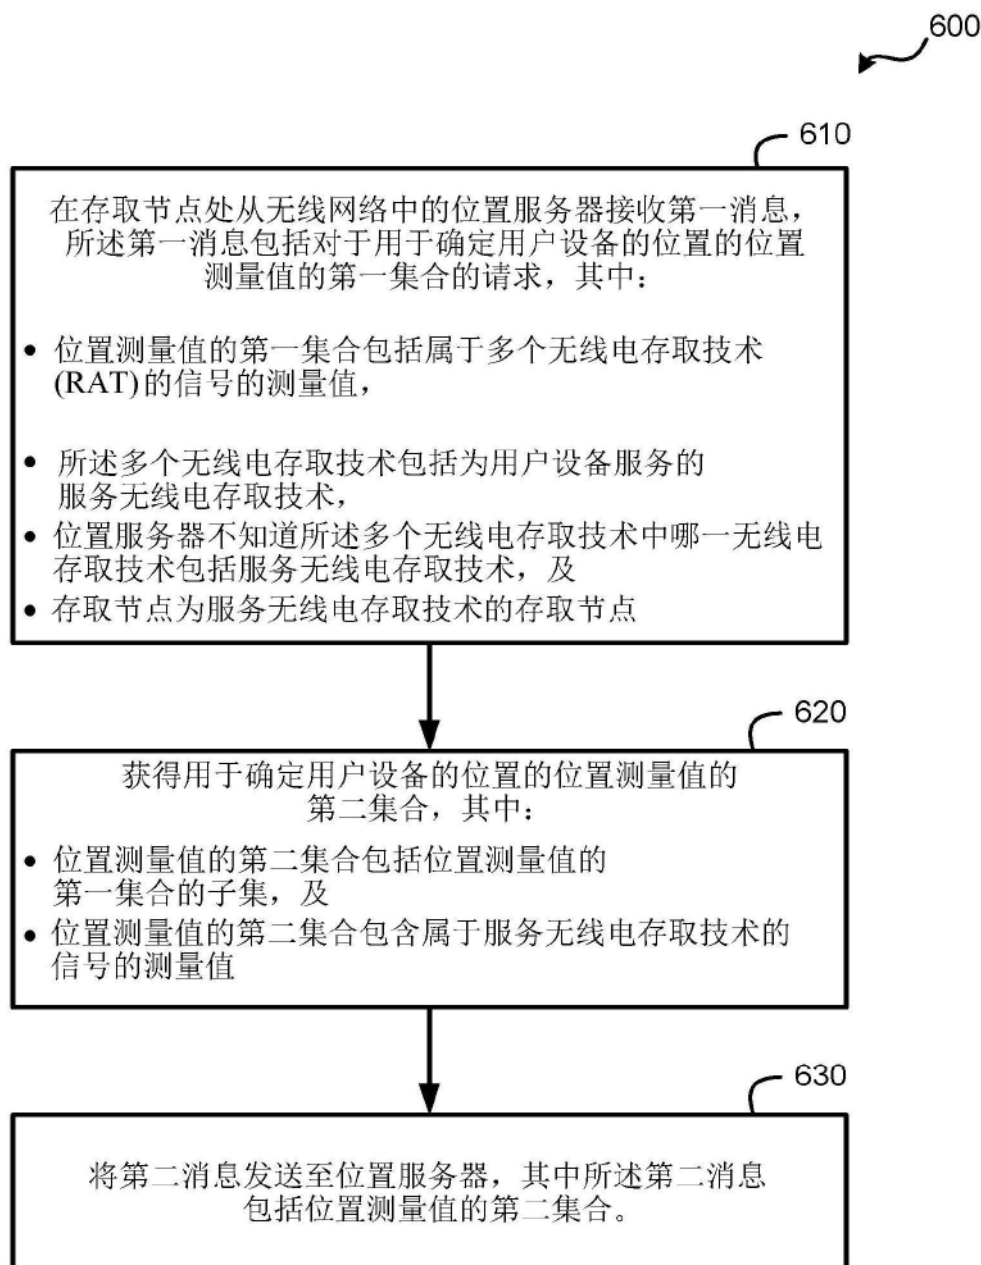 600
610
在存取节点处从无线网络中的位置服务器接收第一消息，
所述第一消息包括对于用于确定用户设备的位置的位置
测量值的第一集合的请求，其中：
• 位置测量值的第一集合包括属于多个无线电存取技术
(RAT)的信号的测量值，
• 所述多个无线电存取技术包括为用户设备服务的
服务无线电存取技术，
• 位置服务器不知道所述多个无线电存取技术中哪一无线电
存取技术包括服务无线电存取技术，及
• 存取节点为服务无线电存取技术的存取节点
620
获得用于确定用户设备的位置的位置测量值的
第二集合，其中：
• 位置测量值的第二集合包括位置测量值的
第一集合的子集，及
• 位置测量值的第二集合包含属于服务无线电存取技术的
信号的测量值
630
将第二消息发送至位置服务器，其中所述第二消息
包括位置测量值的第二集合。